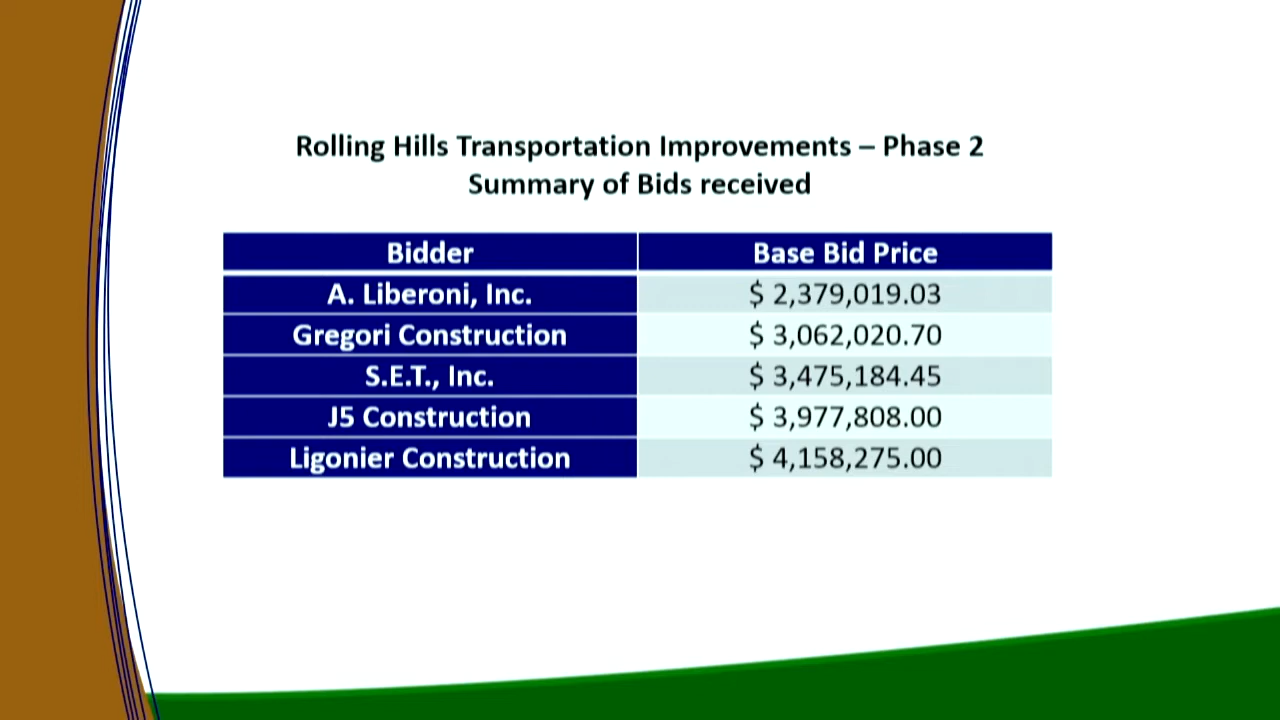 Rolling Hills Transportation Improvements – Phase 2
Summary of Bids received
Bidder Base Bid Price
A. Liberoni, Inc. $ 2,379,019.03
Gregori Construction $ 3,062,020.70
S.E.T., Inc. $ 3,475,184.45
J5 Construction $ 3,977,808.00
Ligonier Construction $ 4,158,275.00